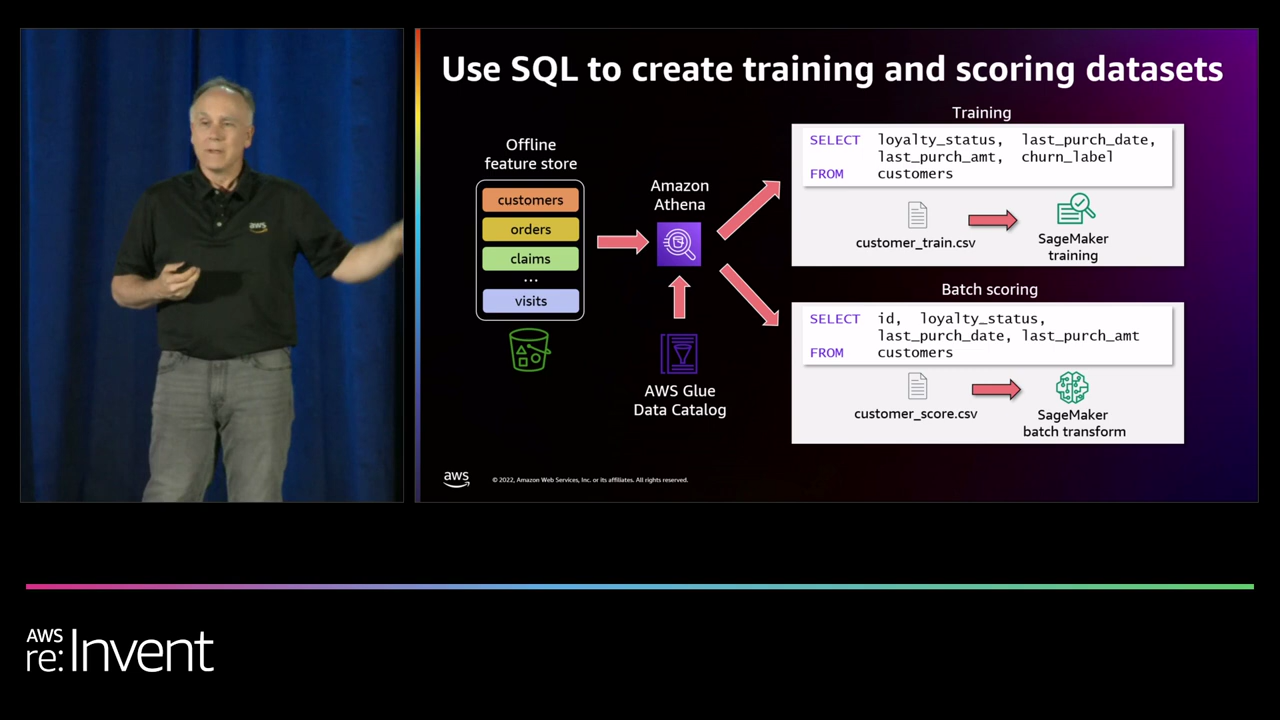 Use SQL to create training and scoring datasets
Offline
feature store
customers
orders
claims
...
visits
Amazon
Athena
AWS Glue
Data Catalog
Training
SELECT loyalty_status, last_purch_date,
last_purch_amt, churn_label
FROM customers
customer_train.csv
SageMaker
training
Batch scoring
SELECT id, loyalty_status,
last_purch_date, last_purch_amt
FROM customers
customer_score.csv
SageMaker
batch transform
aws
© 2022, Amazon Web Services, Inc. or its affiliates. All rights reserved.
aws
AWS
re:Invent